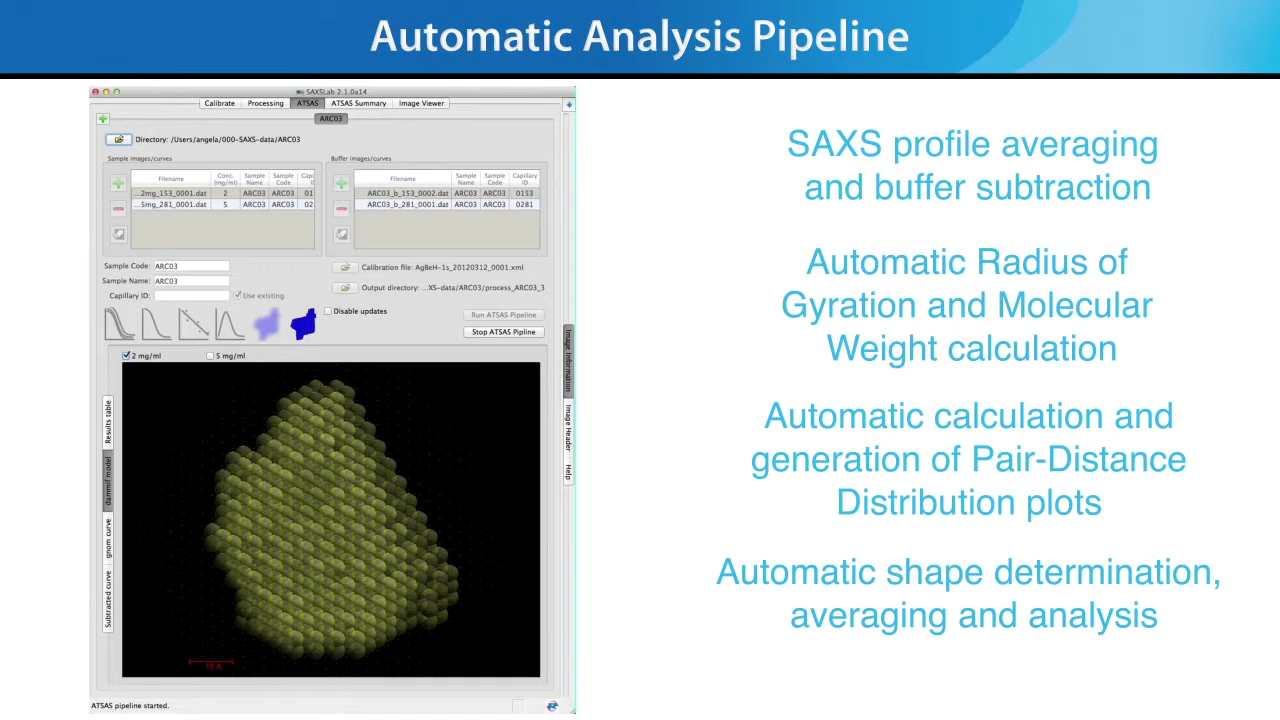 Automatic Analysis Pipeline
SAXSLab 2.1.0a14
Calibrate Processing ATSAS ATSAS Summary Image Viewer
ARC03
Directory: /Users/angela/000-SAXS-data/ARC03
Sample images/curves
Filename Conc. (mg/ml) Sample Name Sample Code Capi ID
...2mg_153_0001.dat 2 ARC03 ARC03 01
...5mg_281_0001.dat 5 ARC03 ARC03 02
Buffer images/curves
Filename Sample Name Sample Code Capillary ID
ARC03_b_153_0002.dat ARC03 ARC03 0153
ARC03_b_281_0001.dat ARC03 ARC03 0281
Sample Code: ARC03
Sample Name: ARC03
Capillary ID: Use existing
Calibration file: AgBeH-1s_20120312_0001.xml
Output directory: ...XS-data/ARC03/process_ARC03_3
Disable updates
Run ATSAS Pipeline
Stop ATSAS Pipline
2 mg/ml 5 mg/ml
Results table
dammif model
gnom curve
Subtracted curve
15 A
Image Information
Image Header
Help
ATSAS pipeline started.
SAXS profile averaging
and buffer subtraction
Automatic Radius of
Gyration and Molecular
Weight calculation
Automatic calculation and
generation of Pair-Distance
Distribution plots
Automatic shape determination,
averaging and analysis